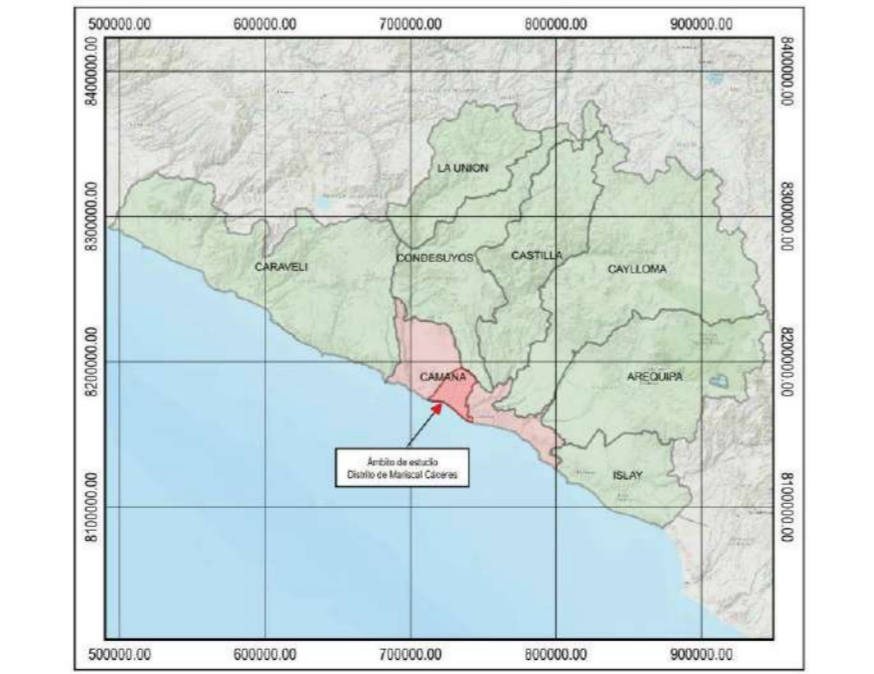 500000.00 600000.00 700000.00 800000.00 900000.00
8400000.00
8400000.00
LA UNION
8300000.00
8300000.00
CARAVELI
CONDESUYOS
CASTILLA
CAYLLOMA
8200000.00
8200000.00
CAMANA
AREQUIPA
Ámbito de estudio
Distrito de Mariscal Cáceres
ISLAY
8100000.00
8100000.00
500000.00 600000.00 700000.00 800000.00 900000.00